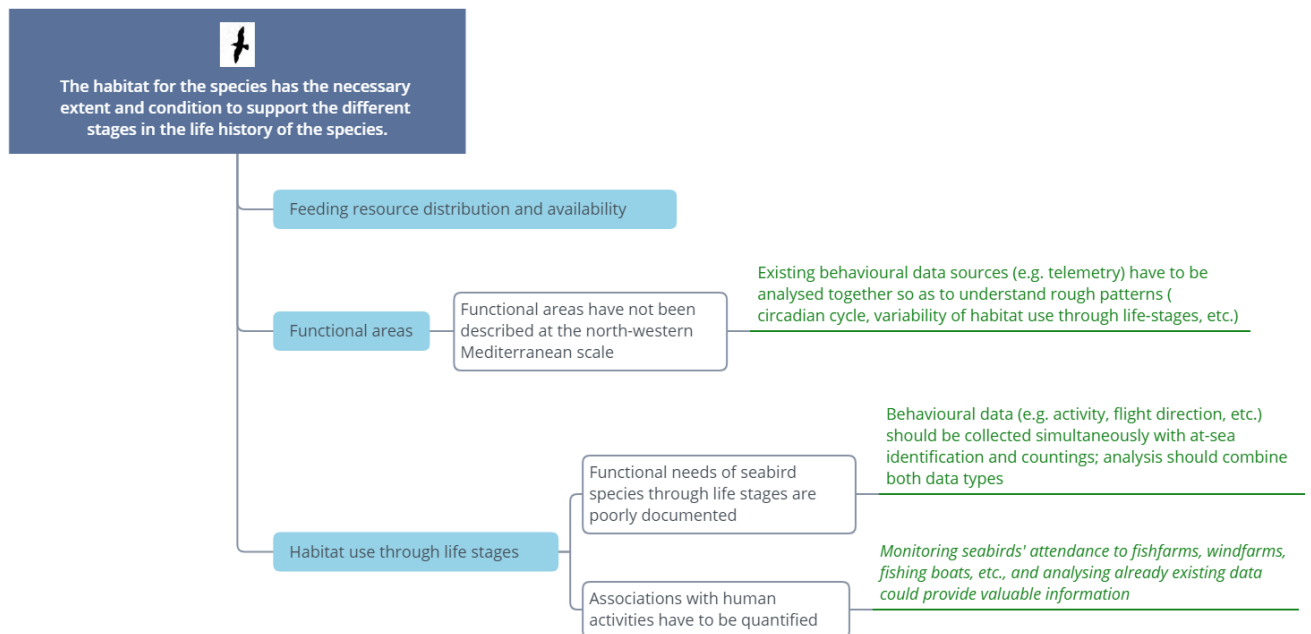 The habitat for the species has the necessary
extent and condition to support the different
stages in the life history of the species.
Feeding resource distribution and availability
Functional areas
Functional areas have not been
described at the north-western
Mediterranean scale
Existing behavioural data sources (e.g. telemetry) have to be
analysed together so as to understand rough patterns (
circadian cycle, variability of habitat use through life-stages, etc.)
Habitat use through life stages
Functional needs of seabird
species through life stages are
poorly documented
Behavioural data (e.g. activity, flight direction, etc.)
should be collected simultaneously with at-sea
identification and countings; analysis should combine
both data types
Associations with human
activities have to be quantified
Monitoring seabirds' attendance to fishfarms, windfarms,
fishing boats, etc., and analysing already existing data
could provide valuable information